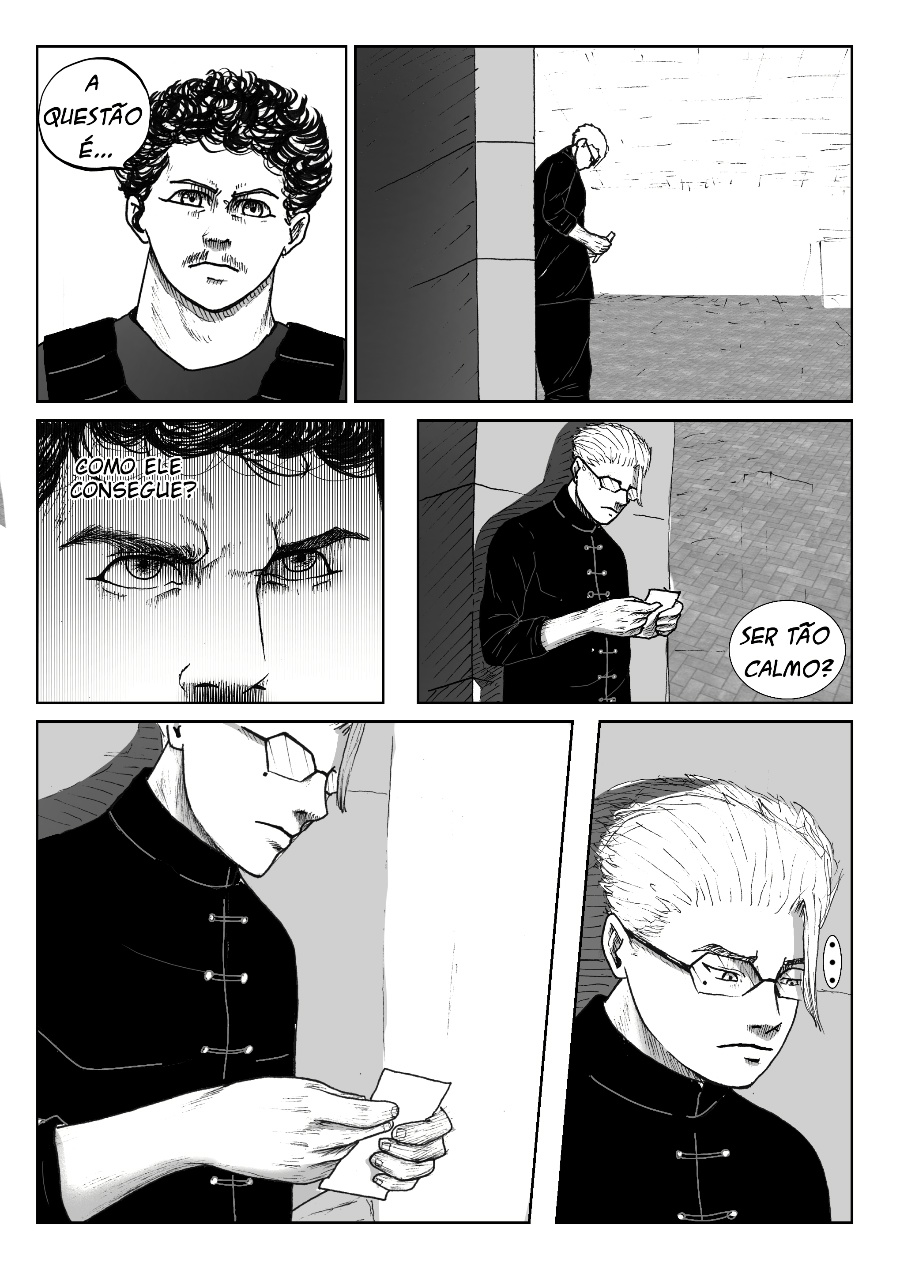 A
QUESTÃO
É...
COMO ELE
CONSEGUE?
SER TÃO
CALMO?
...